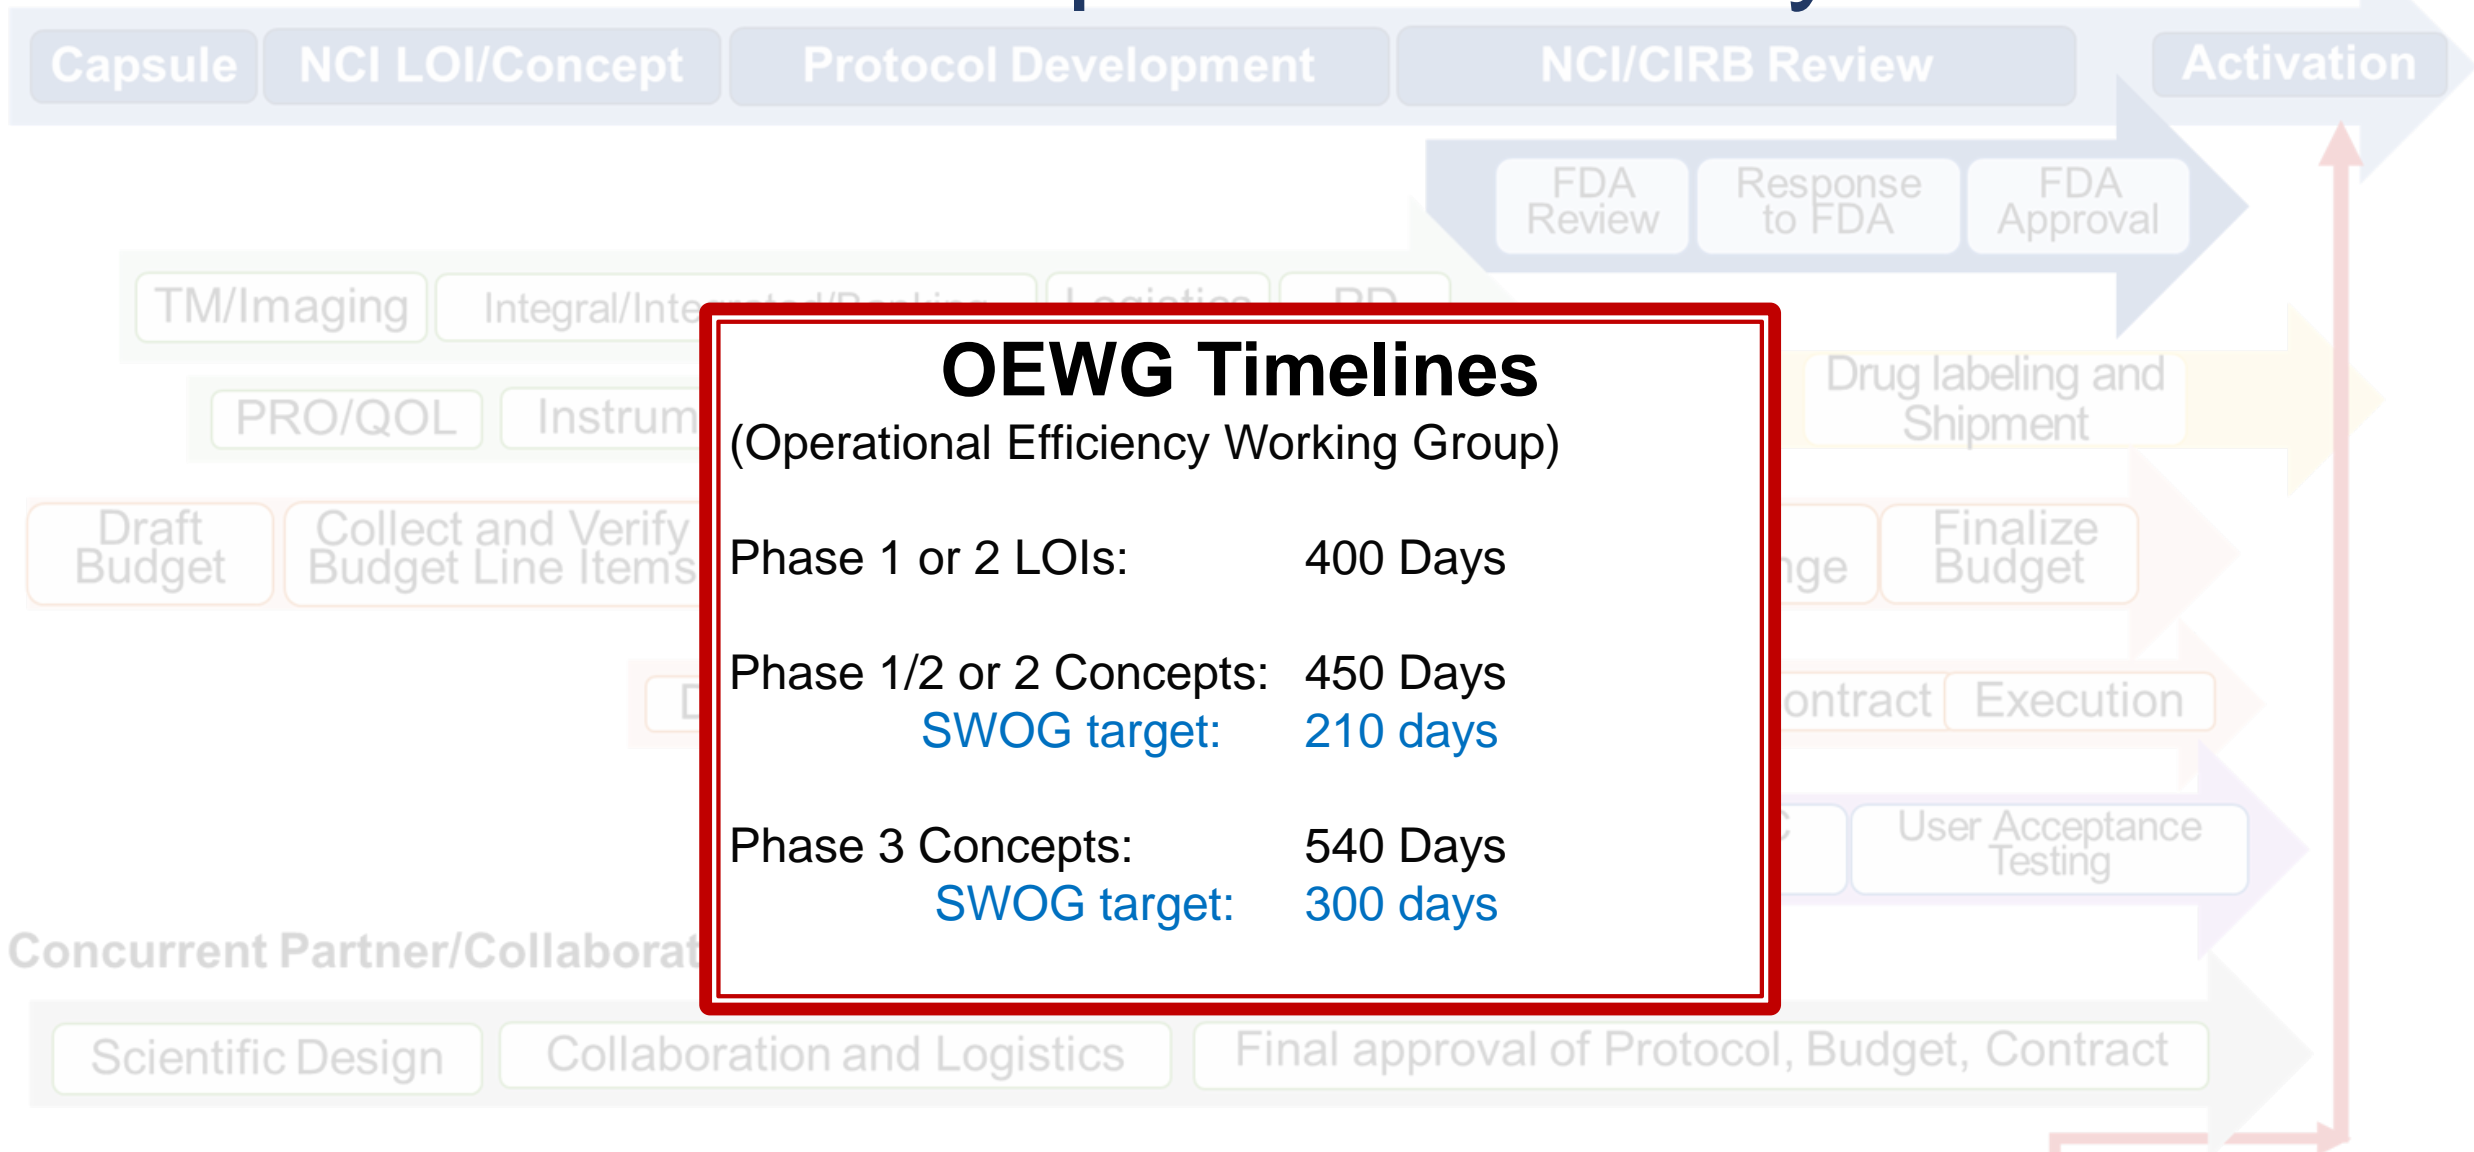 Capsule
NCI LOI/Concept
Protocol Development
NCI/CIRB Review
Activation
FDA
Review
Response
to FDA
FDA
Approval
TM/Imaging
Logistics
PRO/QOL
Drug labeling and
Shipment
Draft
Budget
Collect and Verify
Budget Line Items
Finalize
Budget
Execution
User Acceptance
Testing
OEWG Timelines
(Operational Efficiency Working Group)
Phase 1 or 2 LOIs: 400 Days
Phase 1/2 or 2 Concepts: 450 Days
SWOG target: 210 days
Phase 3 Concepts: 540 Days
SWOG target: 300 days
Concurrent Partner/
Scientific Design
Collaboration and Logistics
Final approval of Protocol, Budget, Contract